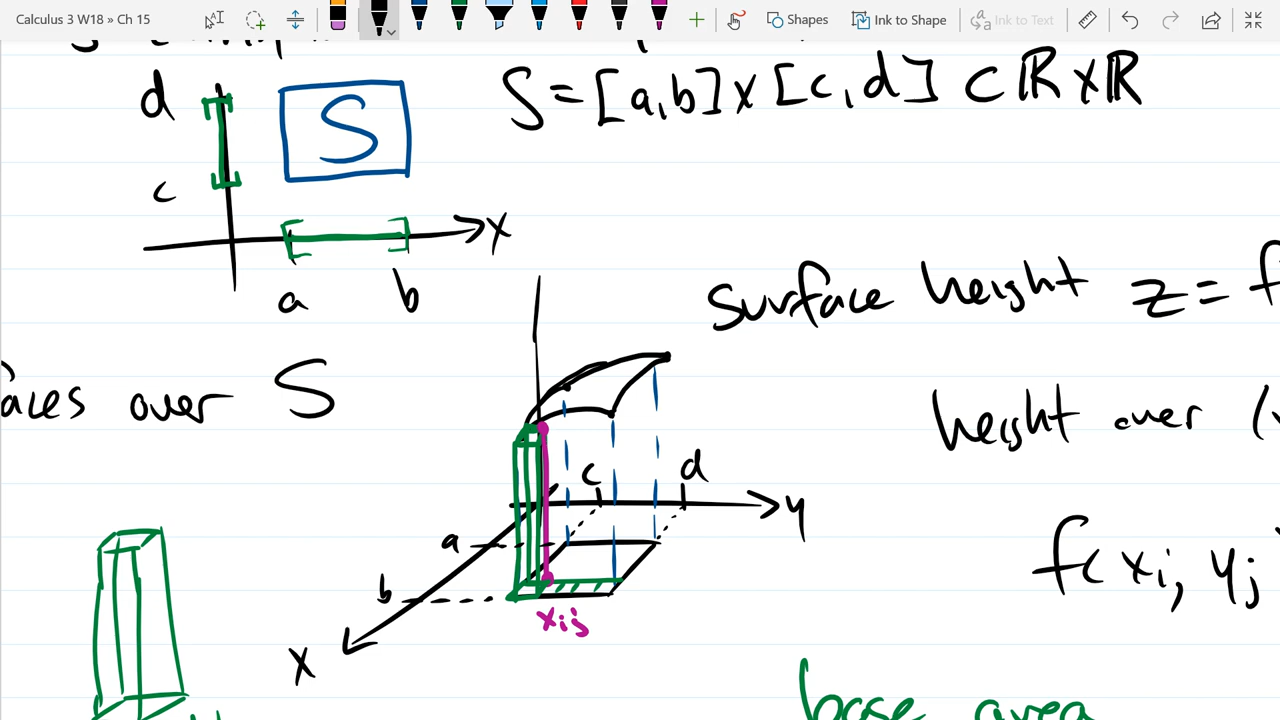 Calculus 3 W18 » Ch 15
Shapes
Ink to Shape
Ink to Text
d
S
S = [a,b] x [c,d] ⊂ ℝ x ℝ
c
x
a
b
surface height z = f
over S
height over (
c
d
y
a
f(xi, yj
b
xij
x
base area